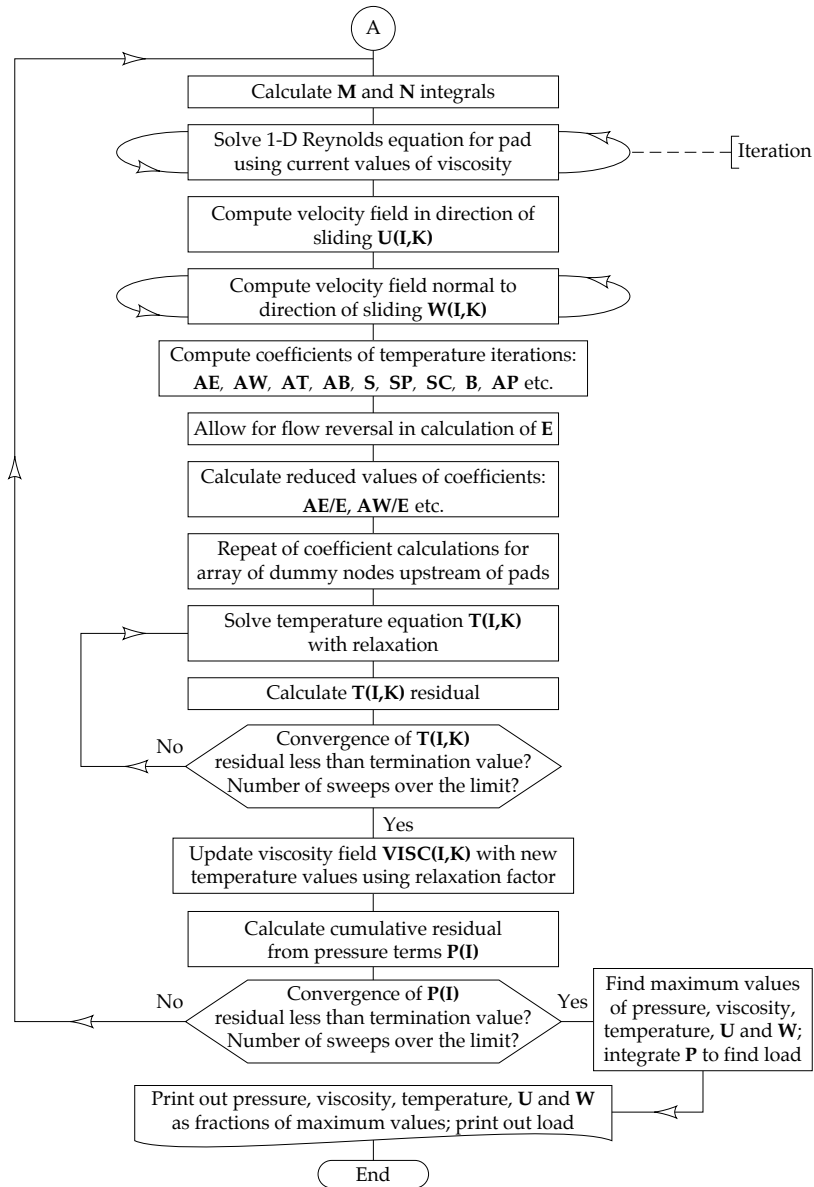 A
Calculate M and N integrals
Solve 1-D Reynolds equation for pad
using current values of viscosity
Iteration
Compute velocity field in direction of
sliding U(I,K)
Compute velocity field normal to
direction of sliding W(I,K)
Compute coefficients of temperature iterations:
AE, AW, AT, AB, S, SP, SC, B, AP etc.
Allow for flow reversal in calculation of E
Calculate reduced values of coefficients:
AE/E, AW/E etc.
Repeat of coefficient calculations for
array of dummy nodes upstream of pads
Solve temperature equation T(I,K)
with relaxation
Calculate T(I,K) residual
No
Convergence of T(I,K)
residual less than termination value?
Number of sweeps over the limit?
Yes
Update viscosity field VISC(I,K) with new
temperature values using relaxation factor
Calculate cumulative residual
from pressure terms P(I)
No
Convergence of P(I)
residual less than termination value?
Number of sweeps over the limit?
Yes
Find maximum values
of pressure, viscosity,
temperature, U and W;
integrate P to find load
Print out pressure, viscosity, temperature, U and W
as fractions of maximum values; print out load
End